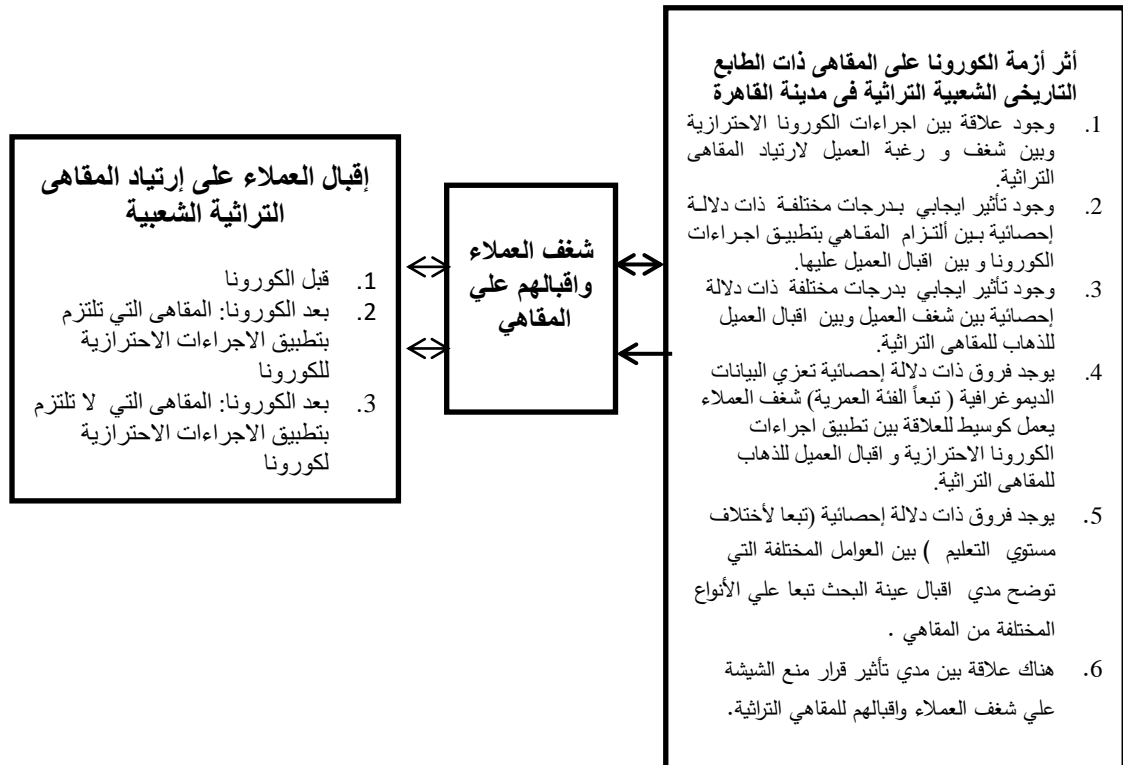 أثر أزمة الكورونا على المقاهى ذات الطابع
التاريخى الشعبية التراثية فى مدينة القاهرة
1. وجود علاقة بين اجراءات الكورونا الاحترازية
وبين شغف و رغبة العميل لارتياد المقاهى
التراثية.
2. وجود تأثير ايجابي بدرجات مختلفة ذات دلالة
إحصائية بين ألتزام المقاهي بتطبيق اجراءات
الكورونا و بين اقبال العميل عليها.
3. وجود تأثير ايجابي بدرجات مختلفة ذات دلالة
إحصائية بين شغف العميل وبين اقبال العميل
للذهاب للمقاهى التراثية.
4. يوجد فروق ذات دلالة إحصائية تعزي البيانات
الديموغرافية ( تبعاً الفئة العمرية) شغف العملاء
يعمل كوسيط للعلاقة بين تطبيق اجراءات
الكورونا الاحترازية و اقبال العميل للذهاب
للمقاهى التراثية.
5. يوجد فروق ذات دلالة إحصائية (تبعا لأختلاف
مستوي التعليم ) بين العوامل المختلفة التي
توضح مدي اقبال عينة البحث تبعا علي الأنواع
المختلفة من المقاهي .
6. هناك علاقة بين مدي تأثير قرار منع الشيشة
علي شغف العملاء واقبالهم للمقاهي التراثية.
شغف العملاء
واقبالهم علي
المقاهي
إقبال العملاء على إرتياد المقاهى
التراثية الشعبية
1. قبل الكورونا
2. بعد الكورونا: المقاهى التي تلتزم
بتطبيق الاجراءات الاحترازية
للكورونا
3. بعد الكورونا: المقاهى التي لا تلتزم
بتطبيق الاجراءات الاحترازية
لكورونا